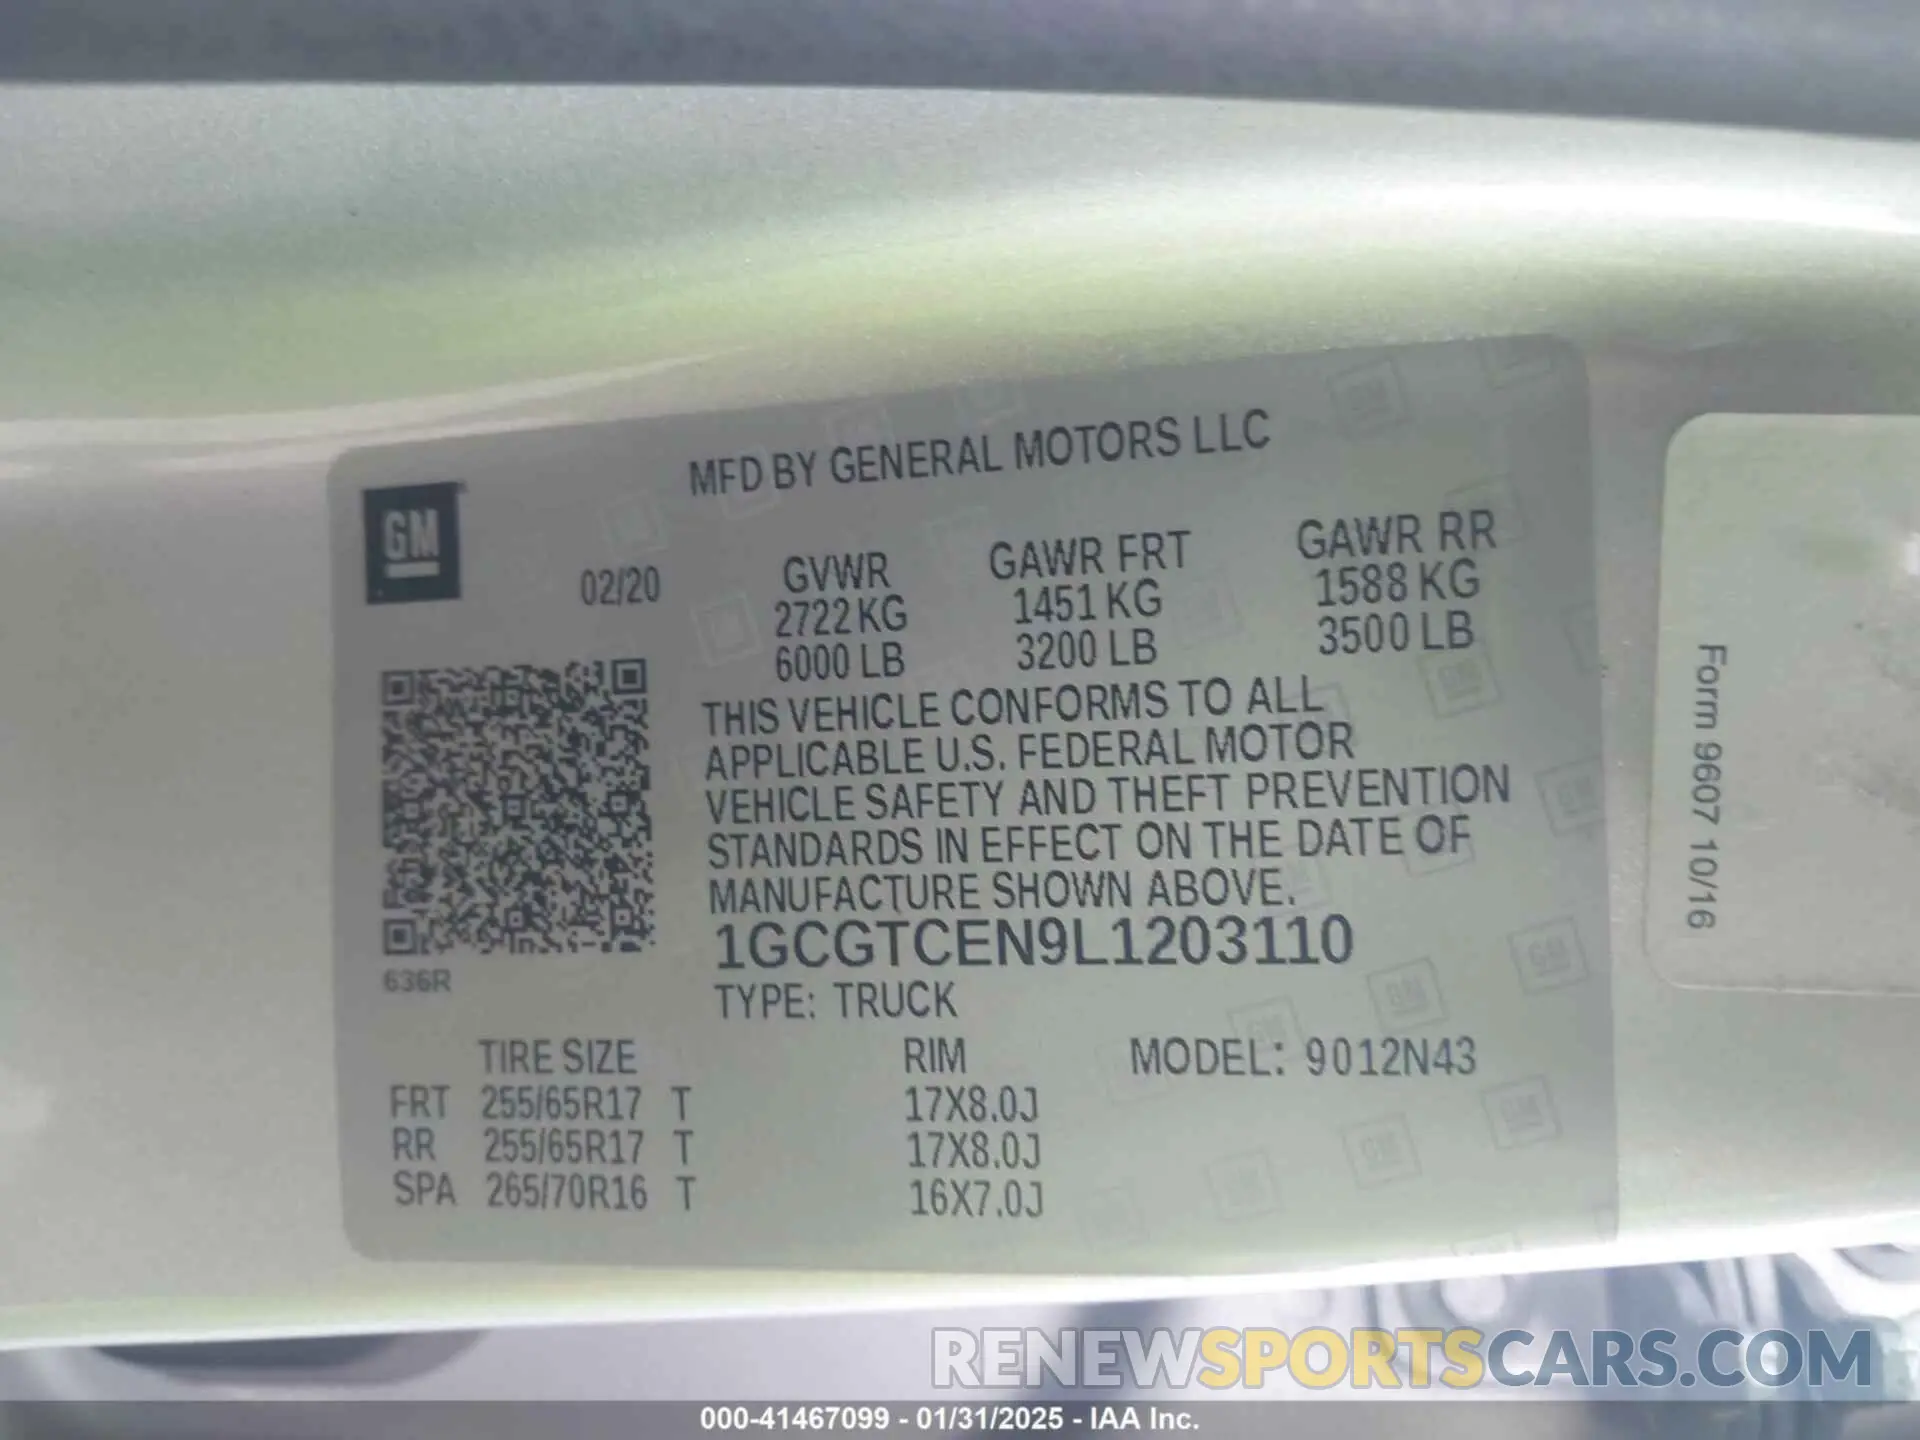 MFD BY GENERAL MOTORS LLC
GM
02/20
GVWR GAWR FRT GAWR RR
2722 KG 1451 KG 1588 KG
6000 LB 3200 LB 3500 LB
THIS VEHICLE CONFORMS TO ALL
APPLICABLE U.S. FEDERAL MOTOR
VEHICLE SAFETY AND THEFT PREVENTION
STANDARDS IN EFFECT ON THE DATE OF
MANUFACTURE SHOWN ABOVE.
1GCGTCEN9L1203110
636R
TYPE: TRUCK
TIRE SIZE RIM MODEL: 9012N43
FRT 255/65R17 T 17X8.0J
RR 255/65R17 T 17X8.0J
SPA 265/70R16 T 16X7.0J
Form 9607 10/16
RENEWSPORTSCARS.COM
000-41467099 - 01/31/2025 - IAA Inc.